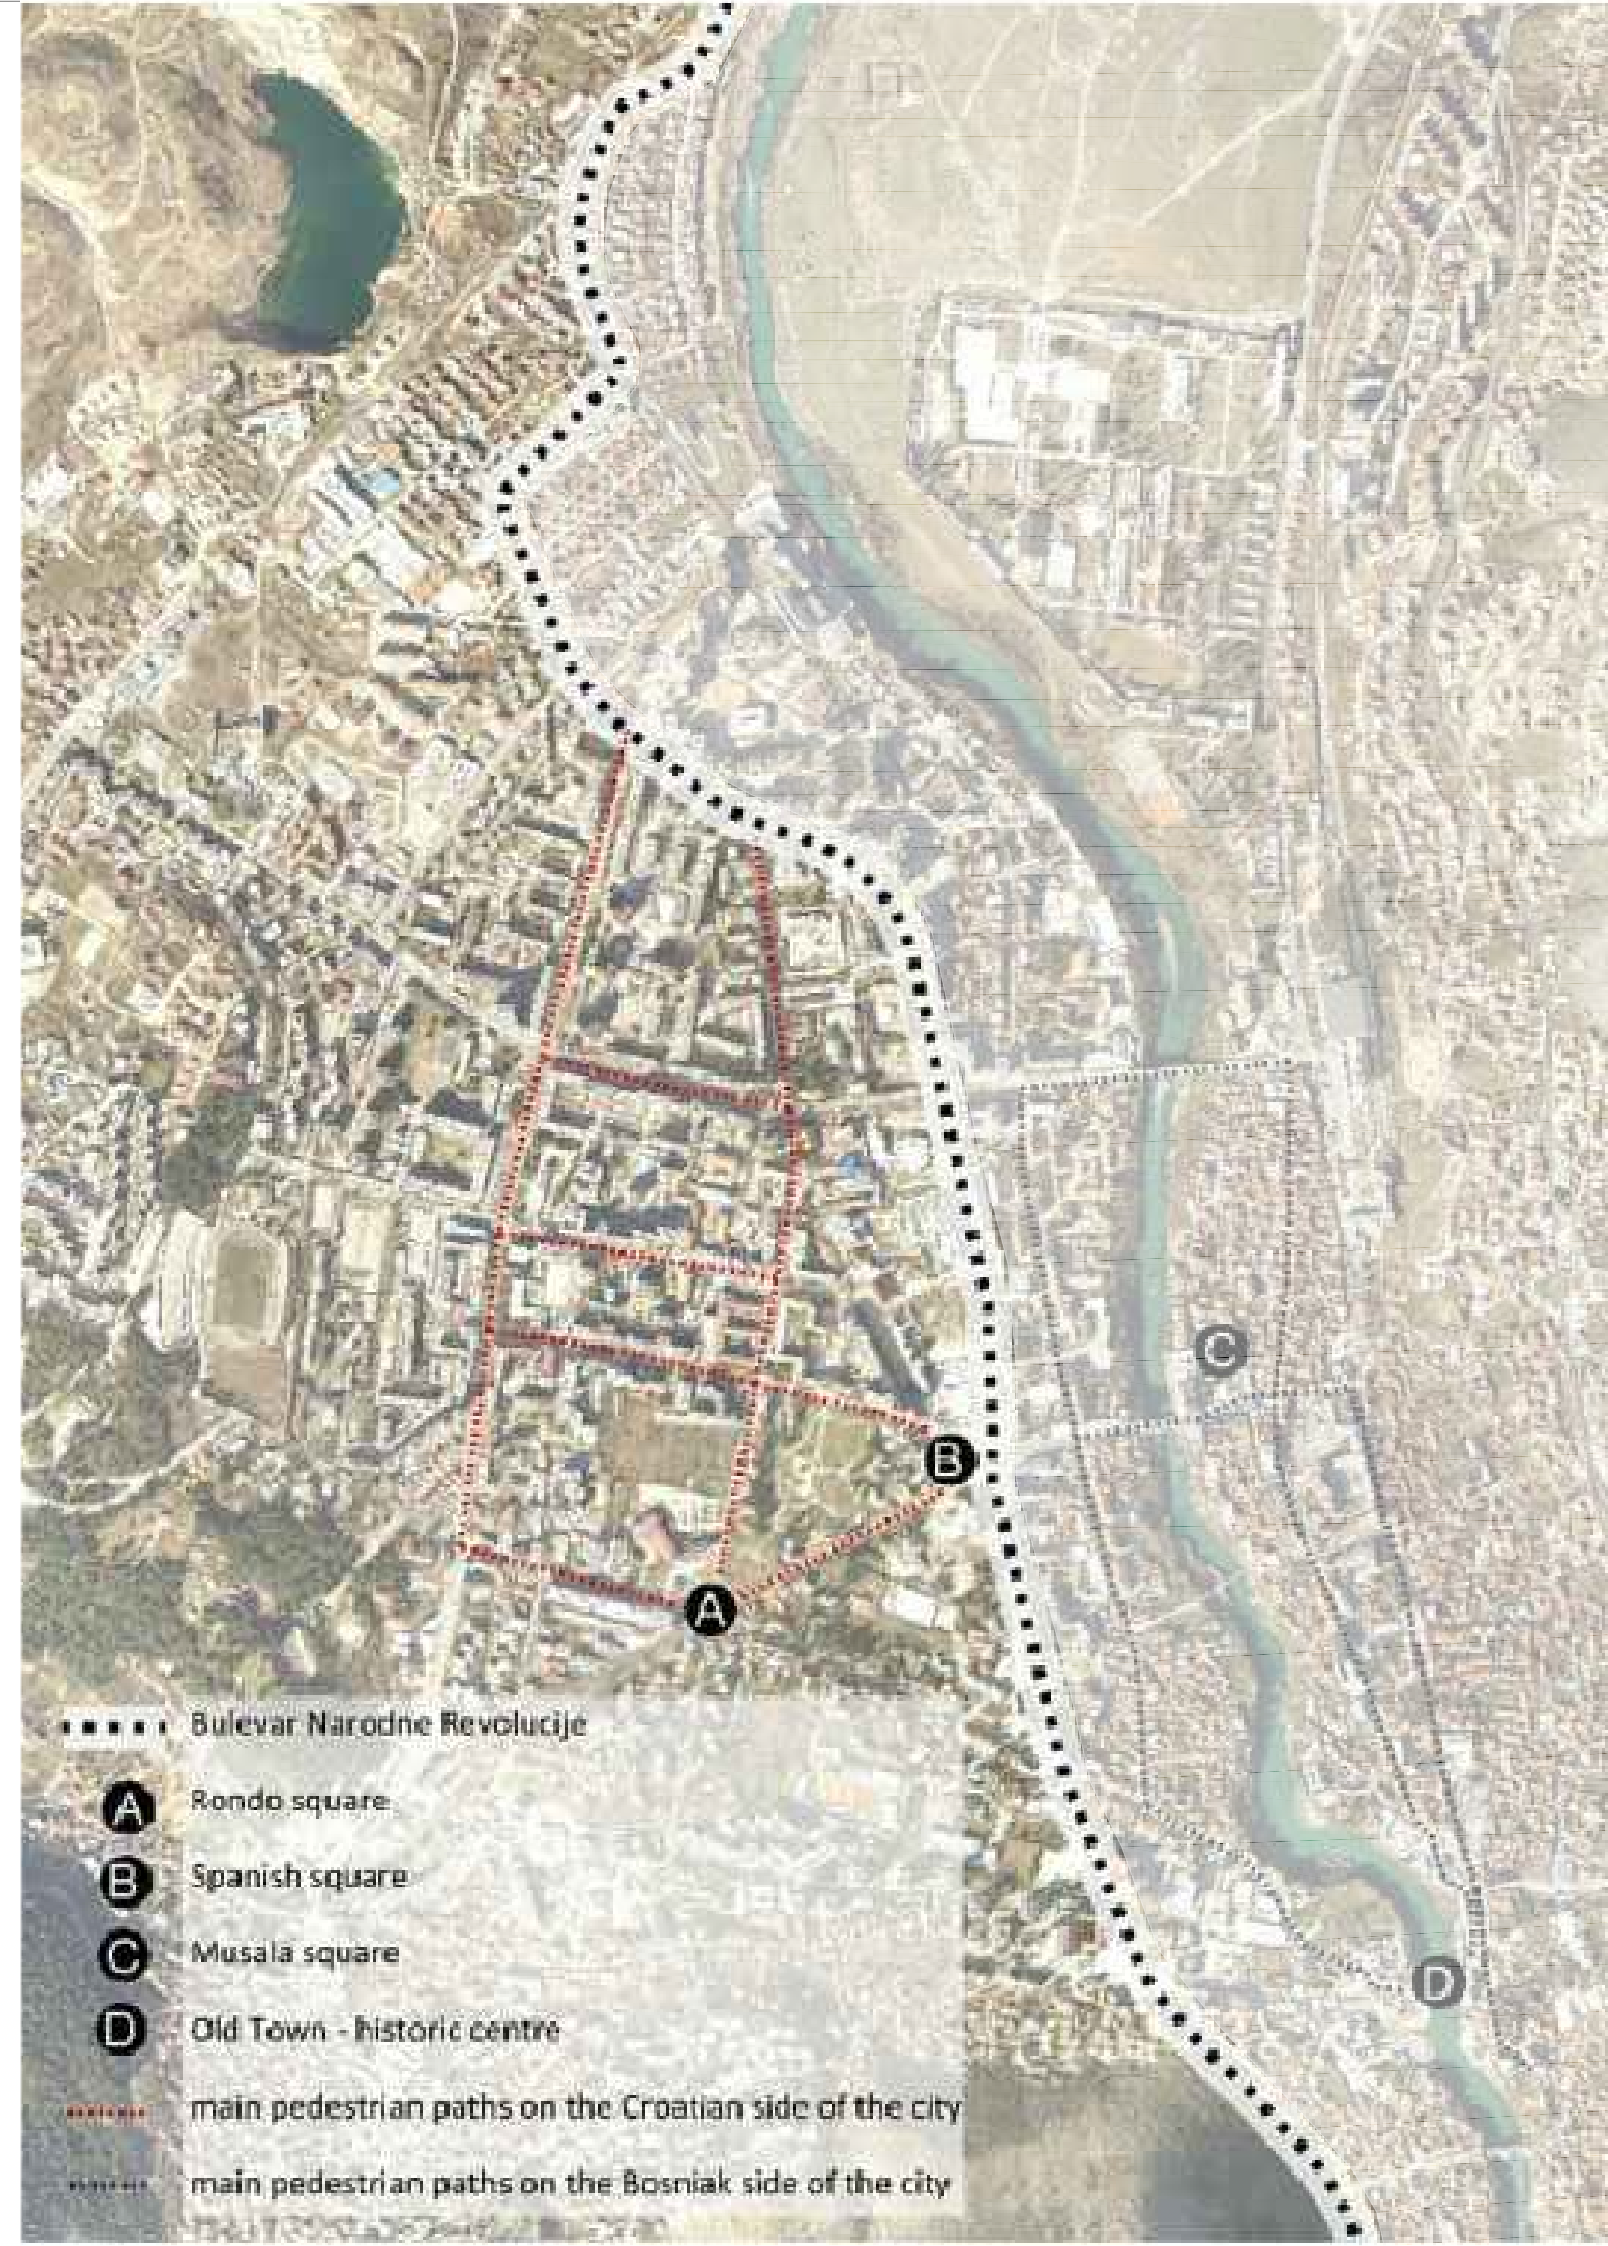 C
B
A
D
Bulevar Narodne Revolucije
A Rondo square
B Spanish square
C Musala square
D Old Town - historic centre
main pedestrian paths on the Croatian side of the city
main pedestrian paths on the Bosniak side of the city